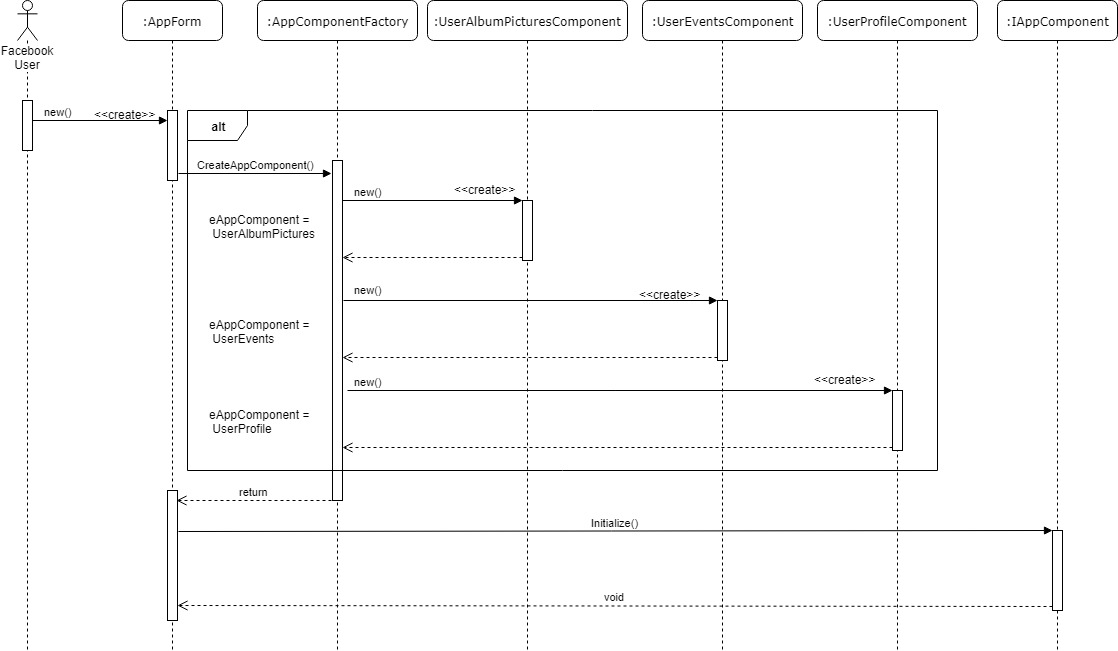 :AppForm
:AppComponentFactory
:UserAlbumPicturesComponent
:UserEventsComponent
:UserProfileComponent
:IAppComponent
Facebook
User
new()
<<create>>
alt
CreateAppComponent()
new()
<<create>>
eAppComponent =
UserAlbumPictures
new()
<<create>>
eAppComponent =
UserEvents
new()
<<create>>
eAppComponent =
UserProfile
return
Initialize()
void